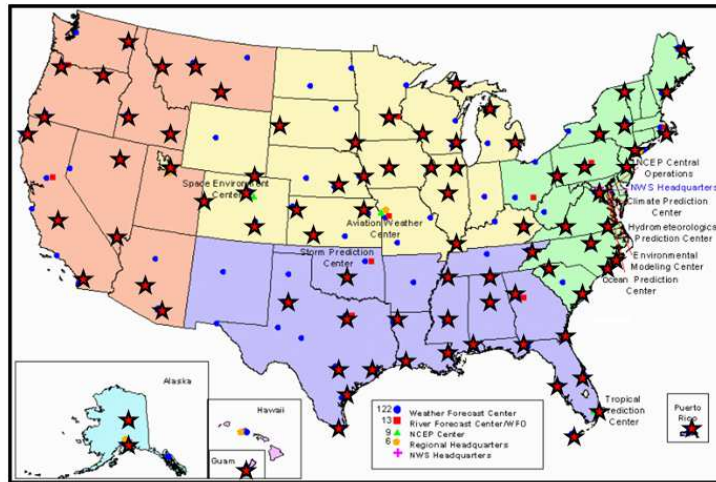 NCEP Central
Operations
NWS Headquarters
Climate Prediction
Center
Hydrometeorological
Prediction Center
Environmental
Modeling Center
Ocean Prediction
Center
Space Environment
Center
Aviation Weather
Center
Storm Prediction
Center
Tropical
Prediction
Center
Alaska
Hawaii
Guam
Puerto
Rico
122 Weather Forecast Center
13 River Forecast Center/WFO
9 NCEP Center
6 Regional Headquarters
NWS Headquarters